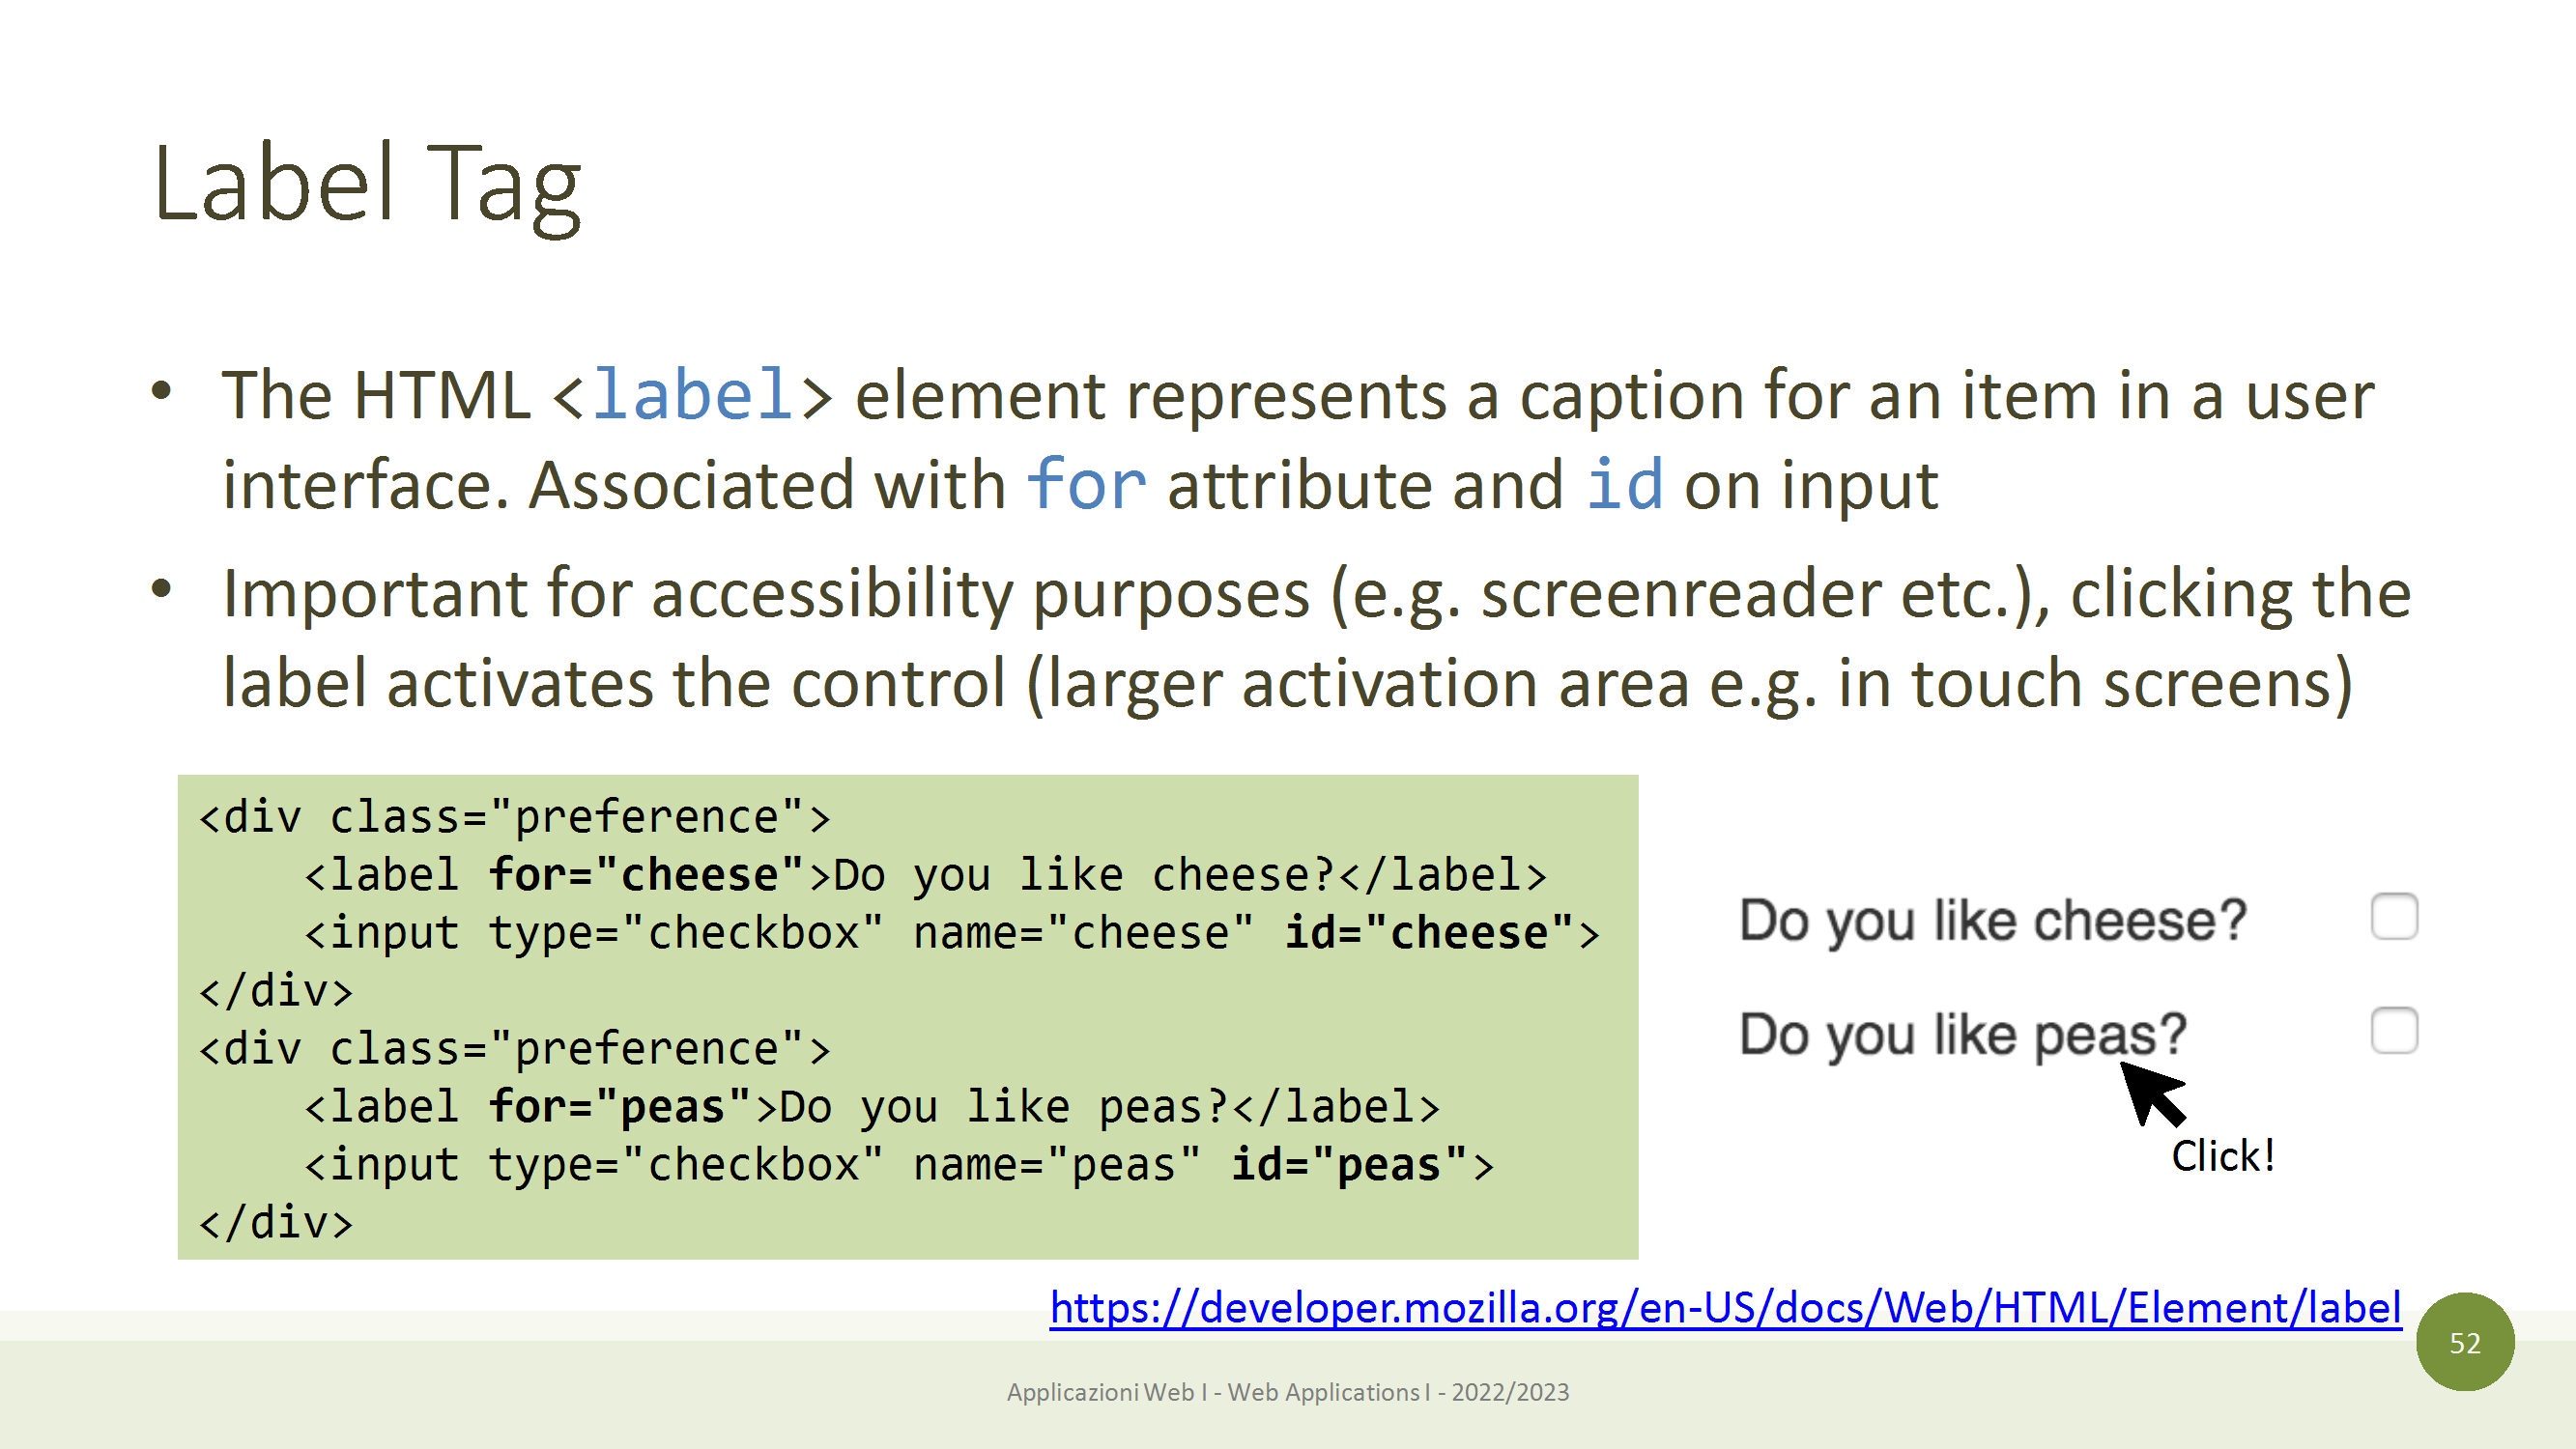 Label Tag
• The HTML <label> element represents a caption for an item in a user
interface. Associated with for attribute and id on input
• Important for accessibility purposes (e.g. screenreader etc.), clicking the
label activates the control (larger activation area e.g. in touch screens)
<div class="preference">
    <label for="cheese">Do you like cheese?</label>
    <input type="checkbox" name="cheese" id="cheese">
</div>
<div class="preference">
    <label for="peas">Do you like peas?</label>
    <input type="checkbox" name="peas" id="peas">
</div>
Do you like cheese?
Do you like peas?
Click!
https://developer.mozilla.org/en-US/docs/Web/HTML/Element/label
52
Applicazioni Web I - Web Applications I - 2022/2023